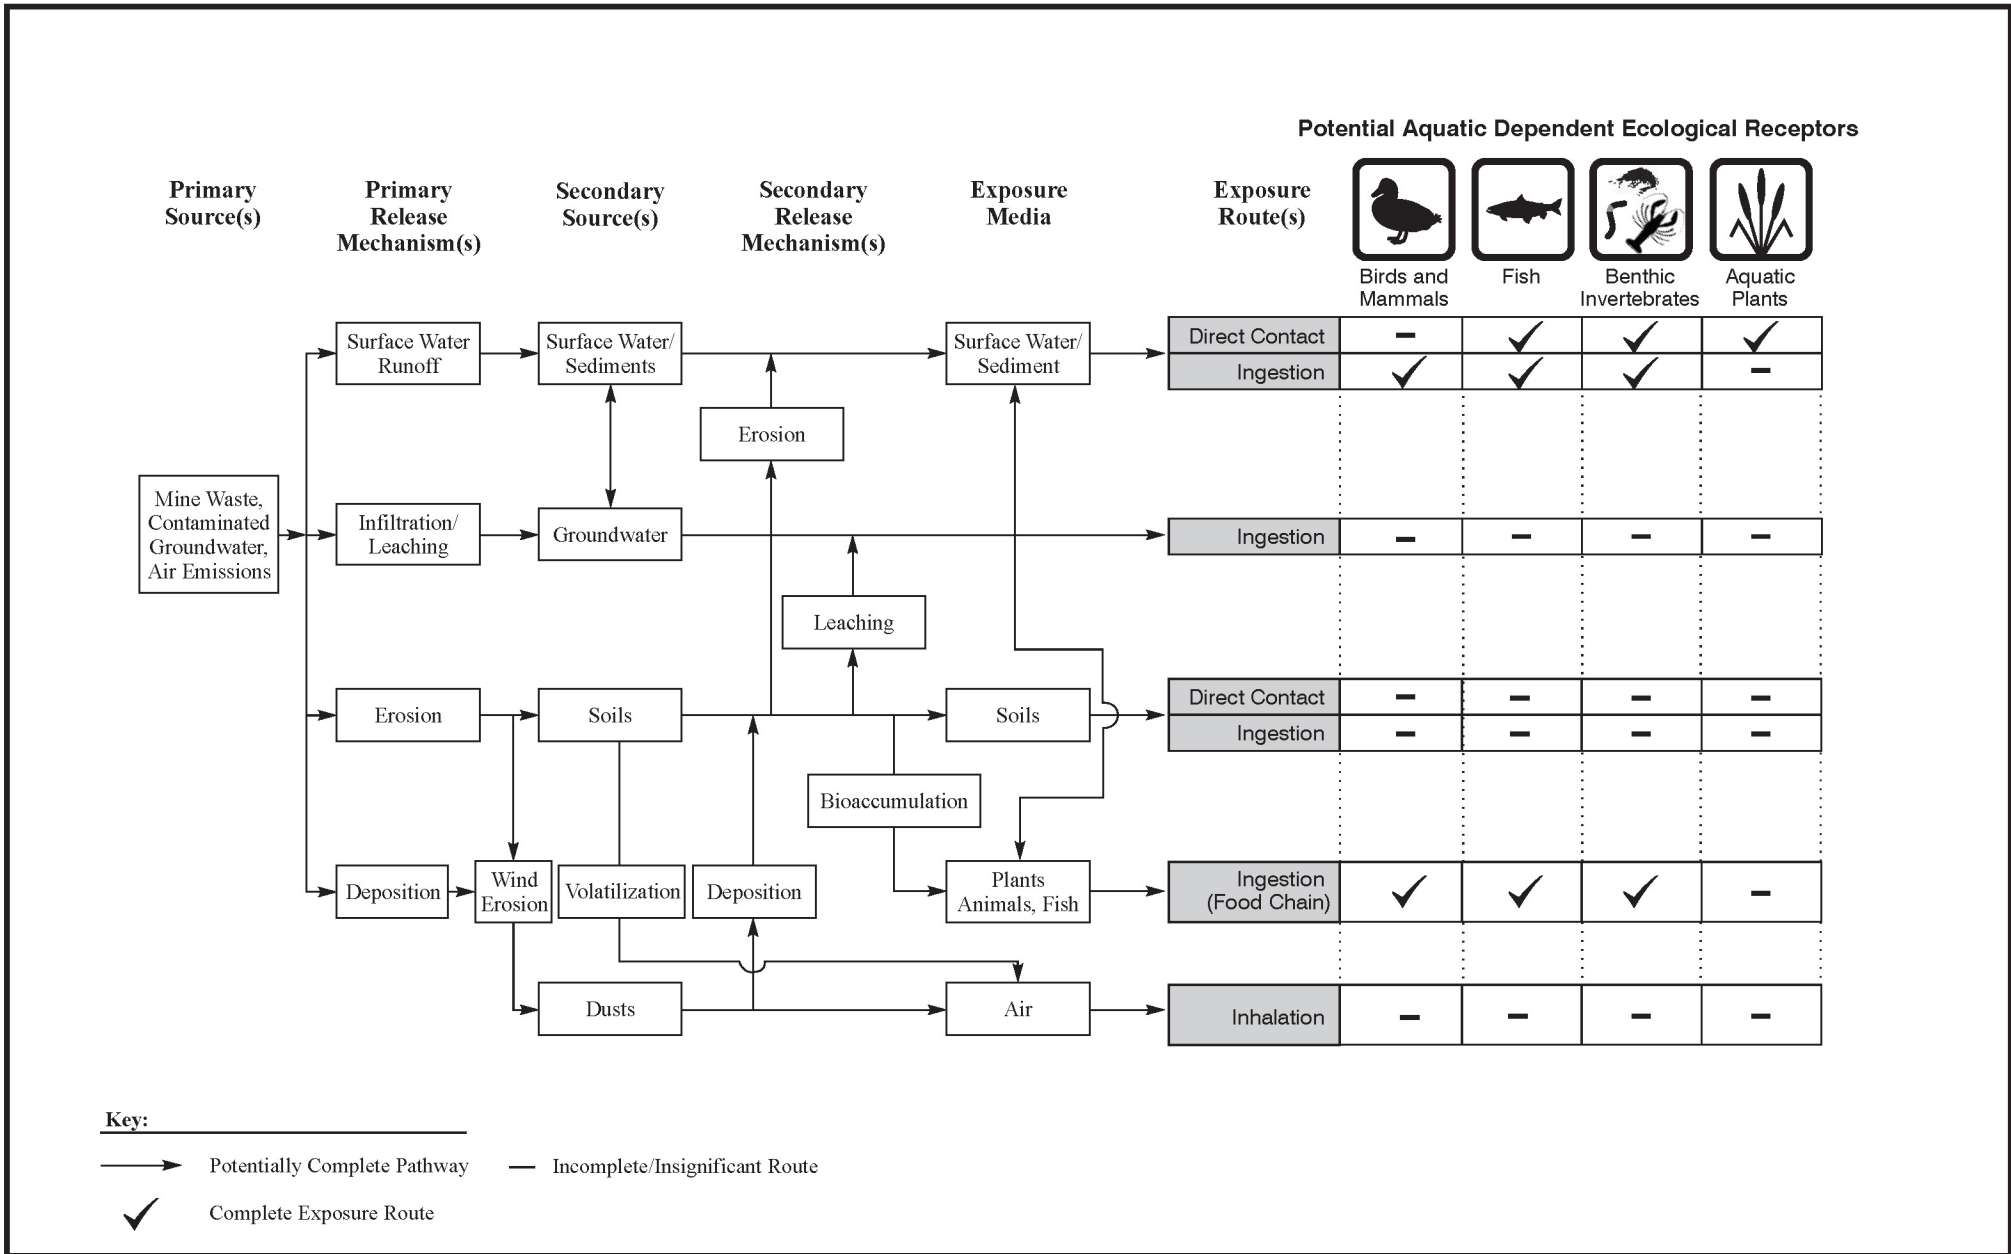 Potential Aquatic Dependent Ecological Receptors
Primary
Source(s)
Primary
Release
Mechanism(s)
Secondary
Source(s)
Secondary
Release
Mechanism(s)
Exposure
Media
Exposure
Route(s)
Birds and
Mammals
Fish
Benthic
Invertebrates
Aquatic
Plants
Surface Water
Runoff
Surface Water/
Sediments
Surface Water/
Sediment
Direct Contact
Ingestion
Erosion
Mine Waste,
Contaminated
Groundwater,
Air Emissions
Infiltration/
Leaching
Groundwater
Ingestion
Leaching
Erosion
Soils
Soils
Direct Contact
Ingestion
Bioaccumulation
Deposition
Wind
Erosion
Volatilization
Deposition
Plants
Animals, Fish
Ingestion
(Food Chain)
Dusts
Air
Inhalation
Key:
Potentially Complete Pathway
Incomplete/Insignificant Route
Complete Exposure Route